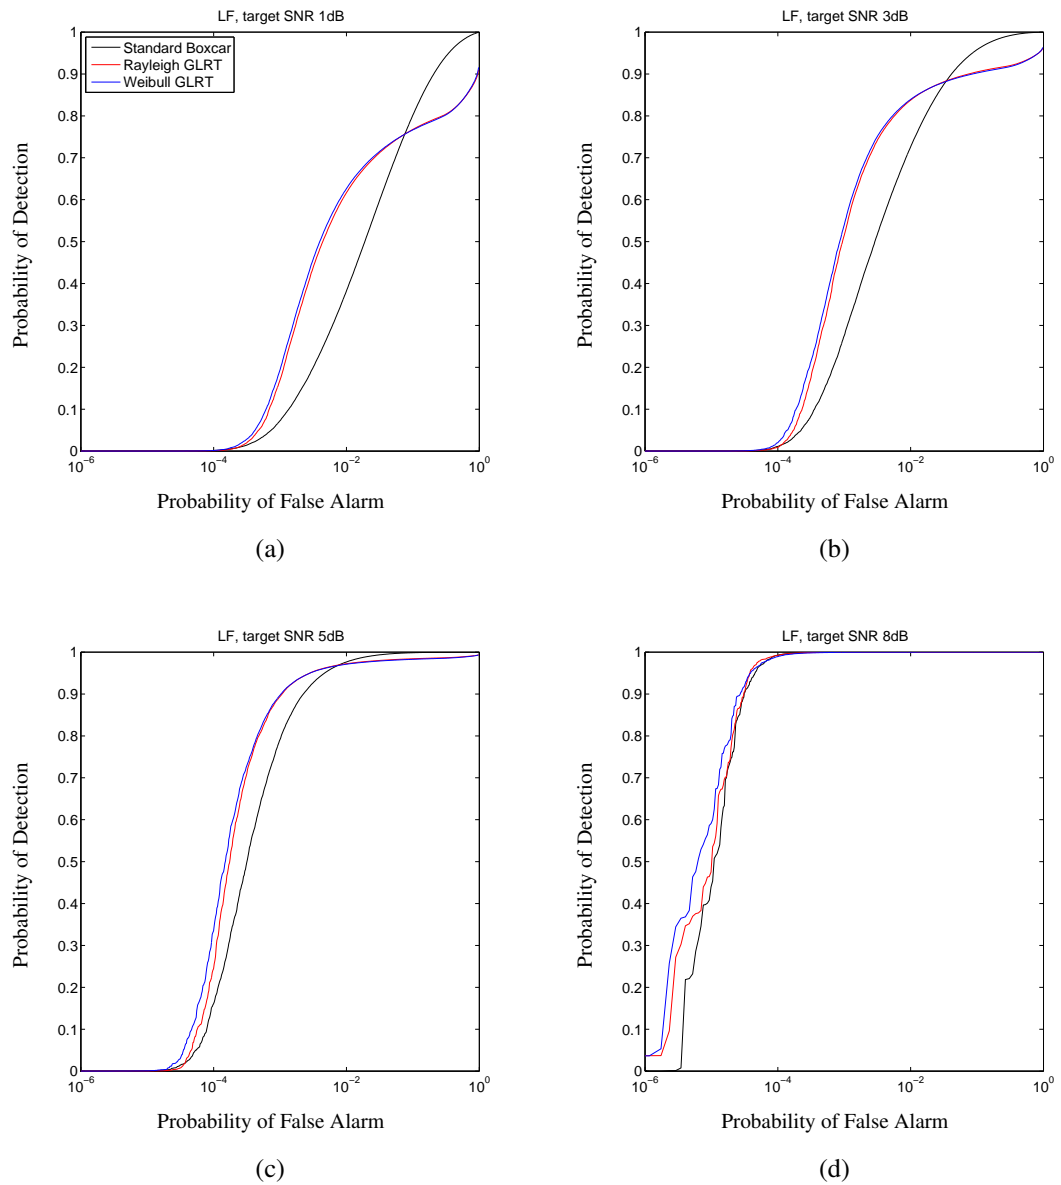 LF, target SNR 1dB
1
0.9
0.8
0.7
0.6
0.5
0.4
0.3
0.2
0.1
0
Standard Boxcar
Rayleigh GLRT
Weibull GLRT
Probability of Detection
10⁻⁶ 10⁻⁴ 10⁻² 10⁰
Probability of False Alarm
(a)
LF, target SNR 3dB
1
0.9
0.8
0.7
0.6
0.5
0.4
0.3
0.2
0.1
0
Probability of Detection
10⁻⁶ 10⁻⁴ 10⁻² 10⁰
Probability of False Alarm
(b)
LF, target SNR 5dB
1
0.9
0.8
0.7
0.6
0.5
0.4
0.3
0.2
0.1
0
Probability of Detection
10⁻⁶ 10⁻⁴ 10⁻² 10⁰
Probability of False Alarm
(c)
LF, target SNR 8dB
1
0.9
0.8
0.7
0.6
0.5
0.4
0.3
0.2
0.1
0
Probability of Detection
10⁻⁶ 10⁻⁴ 10⁻² 10⁰
Probability of False Alarm
(d)